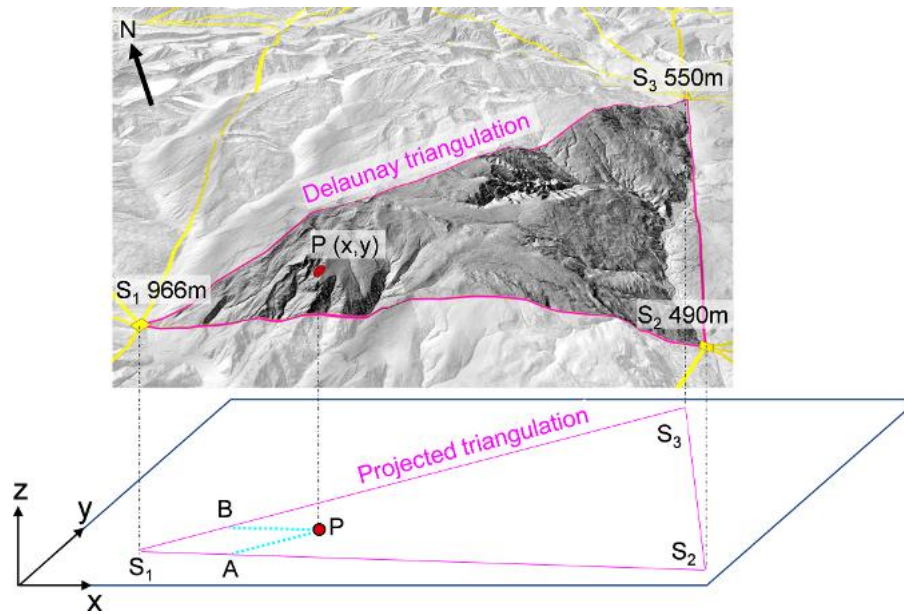 N
S3 550m
Delaunay triangulation
P (x,y)
S1 966m
S2 490m
Projected triangulation
S3
z
y
B
P
S1
A
S2
x